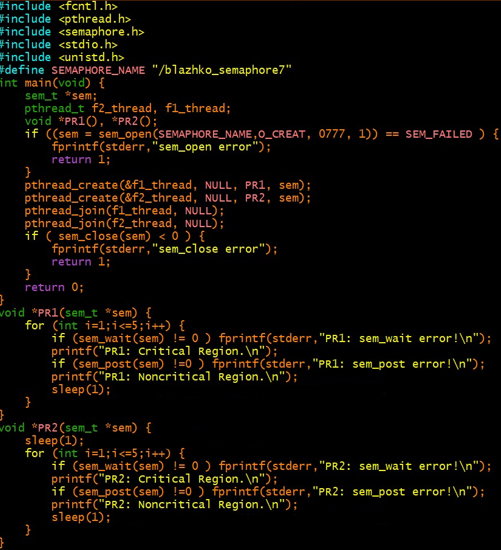 #include <fcntl.h>
#include <pthread.h>
#include <semaphore.h>
#include <stdio.h>
#include <unistd.h>
#define SEMAPHORE_NAME "/blazhko_semaphore7"
int main(void) {
    sem_t *sem;
    pthread_t f2_thread, f1_thread;
    void *PR1(), *PR2();
    if ((sem = sem_open(SEMAPHORE_NAME,O_CREAT, 0777, 1)) == SEM_FAILED ) {
        fprintf(stderr,"sem_open error");
        return 1;
    }
    pthread_create(&f1_thread, NULL, PR1, sem);
    pthread_create(&f2_thread, NULL, PR2, sem);
    pthread_join(f1_thread, NULL);
    pthread_join(f2_thread, NULL);
    if ( sem_close(sem) < 0 ) {
        fprintf(stderr,"sem_close error");
        return 1;
    }
    return 0;
}
void *PR1(sem_t *sem) {
    for (int i=1;i<=5;i++) {
        if (sem_wait(sem) != 0 ) fprintf(stderr,"PR1: sem_wait error!\n");
        printf("PR1: Critical Region.\n");
        if (sem_post(sem) !=0 ) fprintf(stderr,"PR1: sem_post error!\n");
        printf("PR1: Noncritical Region.\n");
        sleep(1);
    }
}
void *PR2(sem_t *sem) {
    sleep(1);
    for (int i=1;i<=5;i++) {
        if (sem_wait(sem) != 0 ) fprintf(stderr,"PR2: sem_wait error!\n");
        printf("PR2: Critical Region.\n");
        if (sem_post(sem) !=0 ) fprintf(stderr,"PR2: sem_post error!\n");
        printf("PR2: Noncritical Region.\n");
        sleep(1);
    }
}